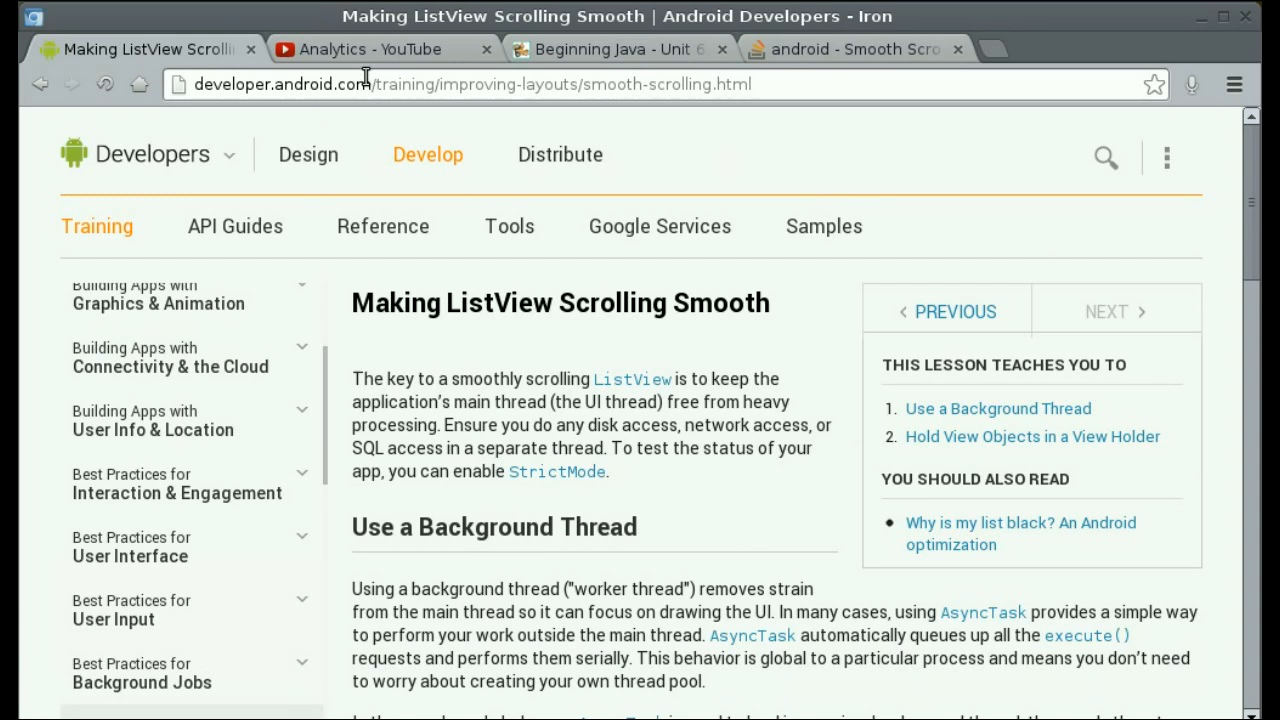 Making ListView Scrolling Smooth | Android Developers - Iron
Making ListView Scrolli
Analytics - YouTube
Beginning Java - Unit 6
android - Smooth Scro
developer.android.com/training/improving-layouts/smooth-scrolling.html
Developers
Design
Develop
Distribute
Training
API Guides
Reference
Tools
Google Services
Samples
Building Apps with
Graphics & Animation
Building Apps with
Connectivity & the Cloud
Building Apps with
User Info & Location
Best Practices for
Interaction & Engagement
Best Practices for
User Interface
Best Practices for
User Input
Best Practices for
Background Jobs
Making ListView Scrolling Smooth
The key to a smoothly scrolling ListView is to keep the
application's main thread (the UI thread) free from heavy
processing. Ensure you do any disk access, network access, or
SQL access in a separate thread. To test the status of your
app, you can enable StrictMode.
Use a Background Thread
Using a background thread ("worker thread") removes strain
from the main thread so it can focus on drawing the UI. In many cases, using AsyncTask provides a simple way
to perform your work outside the main thread. AsyncTask automatically queues up all the execute()
requests and performs them serially. This behavior is global to a particular process and means you don't need
to worry about creating your own thread pool.
PREVIOUS
NEXT
THIS LESSON TEACHES YOU TO
1. Use a Background Thread
2. Hold View Objects in a View Holder
YOU SHOULD ALSO READ
Why is my list black? An Android
optimization